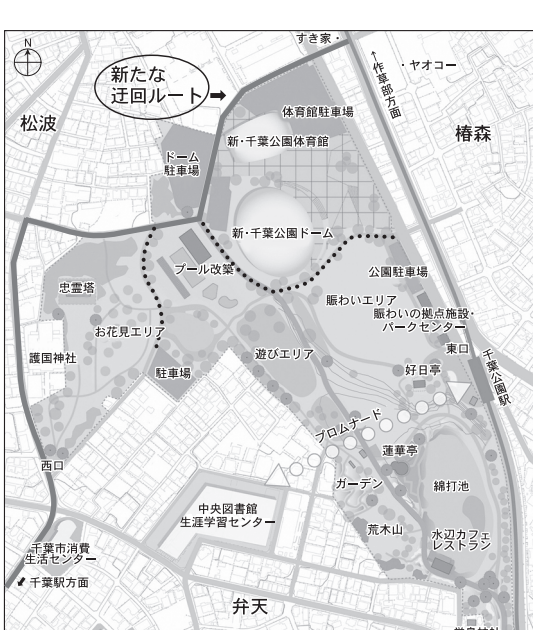 N
すき家・
↑作草部方面
・ヤオコー
新たな
迂回ルート➡
松波
椿森
体育館駐車場
新・千葉公園体育館
ドーム
駐車場
新・千葉公園ドーム
プール改築
公園駐車場
忠霊塔
賑わいエリア
賑わいの拠点施設・
パークセンター
お花見エリア
東口
千葉公園駅
護国神社
遊びエリア
駐車場
好日亭
プロムナード
蓮華亭
西口
ガーデン
綿打池
中央図書館
生涯学習センター
荒木山
水辺カフェ
レストラン
千葉市消費
生活センター
千葉駅方面
弁天